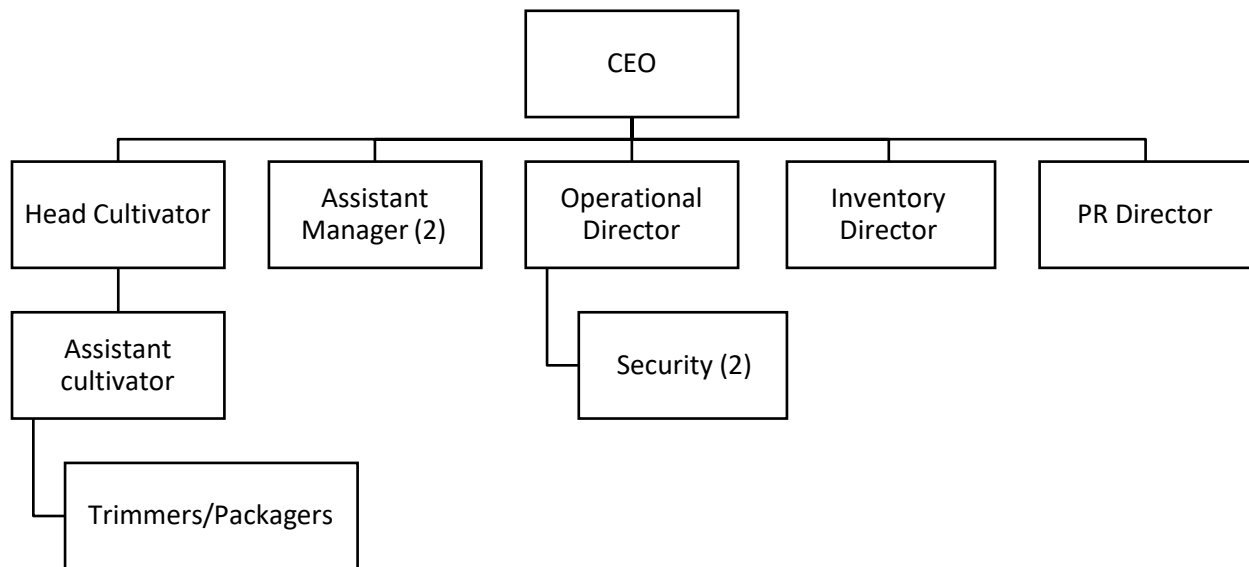 CEO
Head Cultivator
Assistant
Manager (2)
Operational
Director
Inventory
Director
PR Director
Assistant
cultivator
Security (2)
Trimmers/Packagers